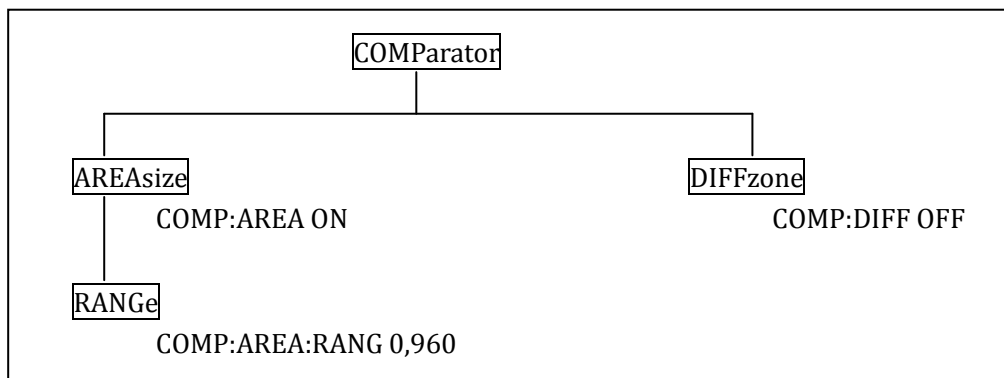 COMParator
AREAsize
DIFFzone
COMP:AREA ON
COMP:DIFF OFF
RANGe
COMP:AREA:RANG 0,960